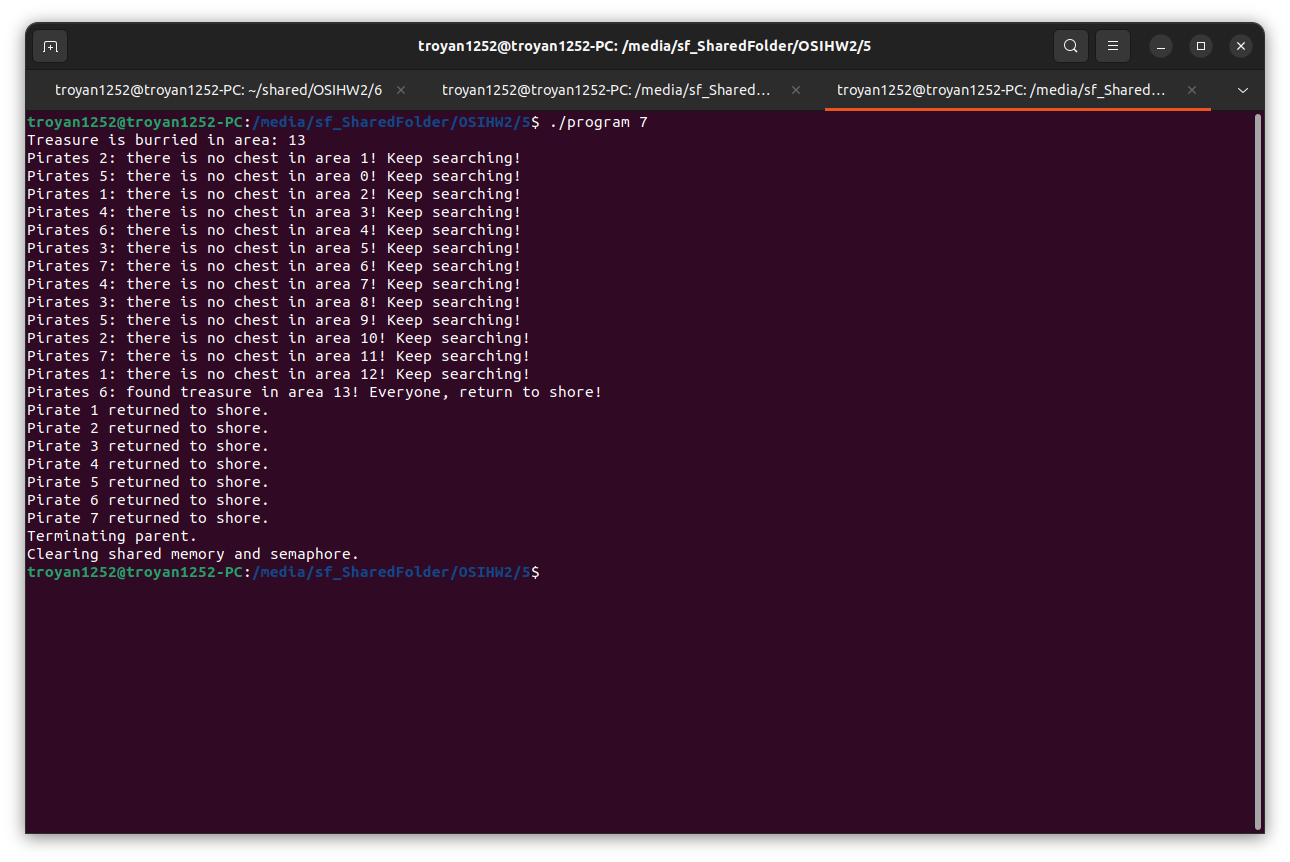 troyan1252@troyan1252-PC: /media/sf_SharedFolder/OSIHW2/5
troyan1252@troyan1252-PC: ~/shared/OSIHW2/6 troyan1252@troyan1252-PC: /media/sf_Shared... troyan1252@troyan1252-PC: /media/sf_Shared...
troyan1252@troyan1252-PC:/media/sf_SharedFolder/OSIHW2/5$ ./program 7
Treasure is burried in area: 13
Pirates 2: there is no chest in area 1! Keep searching!
Pirates 5: there is no chest in area 0! Keep searching!
Pirates 1: there is no chest in area 2! Keep searching!
Pirates 4: there is no chest in area 3! Keep searching!
Pirates 6: there is no chest in area 4! Keep searching!
Pirates 3: there is no chest in area 5! Keep searching!
Pirates 7: there is no chest in area 6! Keep searching!
Pirates 4: there is no chest in area 7! Keep searching!
Pirates 3: there is no chest in area 8! Keep searching!
Pirates 5: there is no chest in area 9! Keep searching!
Pirates 2: there is no chest in area 10! Keep searching!
Pirates 7: there is no chest in area 11! Keep searching!
Pirates 1: there is no chest in area 12! Keep searching!
Pirates 6: found treasure in area 13! Everyone, return to shore!
Pirate 1 returned to shore.
Pirate 2 returned to shore.
Pirate 3 returned to shore.
Pirate 4 returned to shore.
Pirate 5 returned to shore.
Pirate 6 returned to shore.
Pirate 7 returned to shore.
Terminating parent.
Clearing shared memory and semaphore.
troyan1252@troyan1252-PC:/media/sf_SharedFolder/OSIHW2/5$